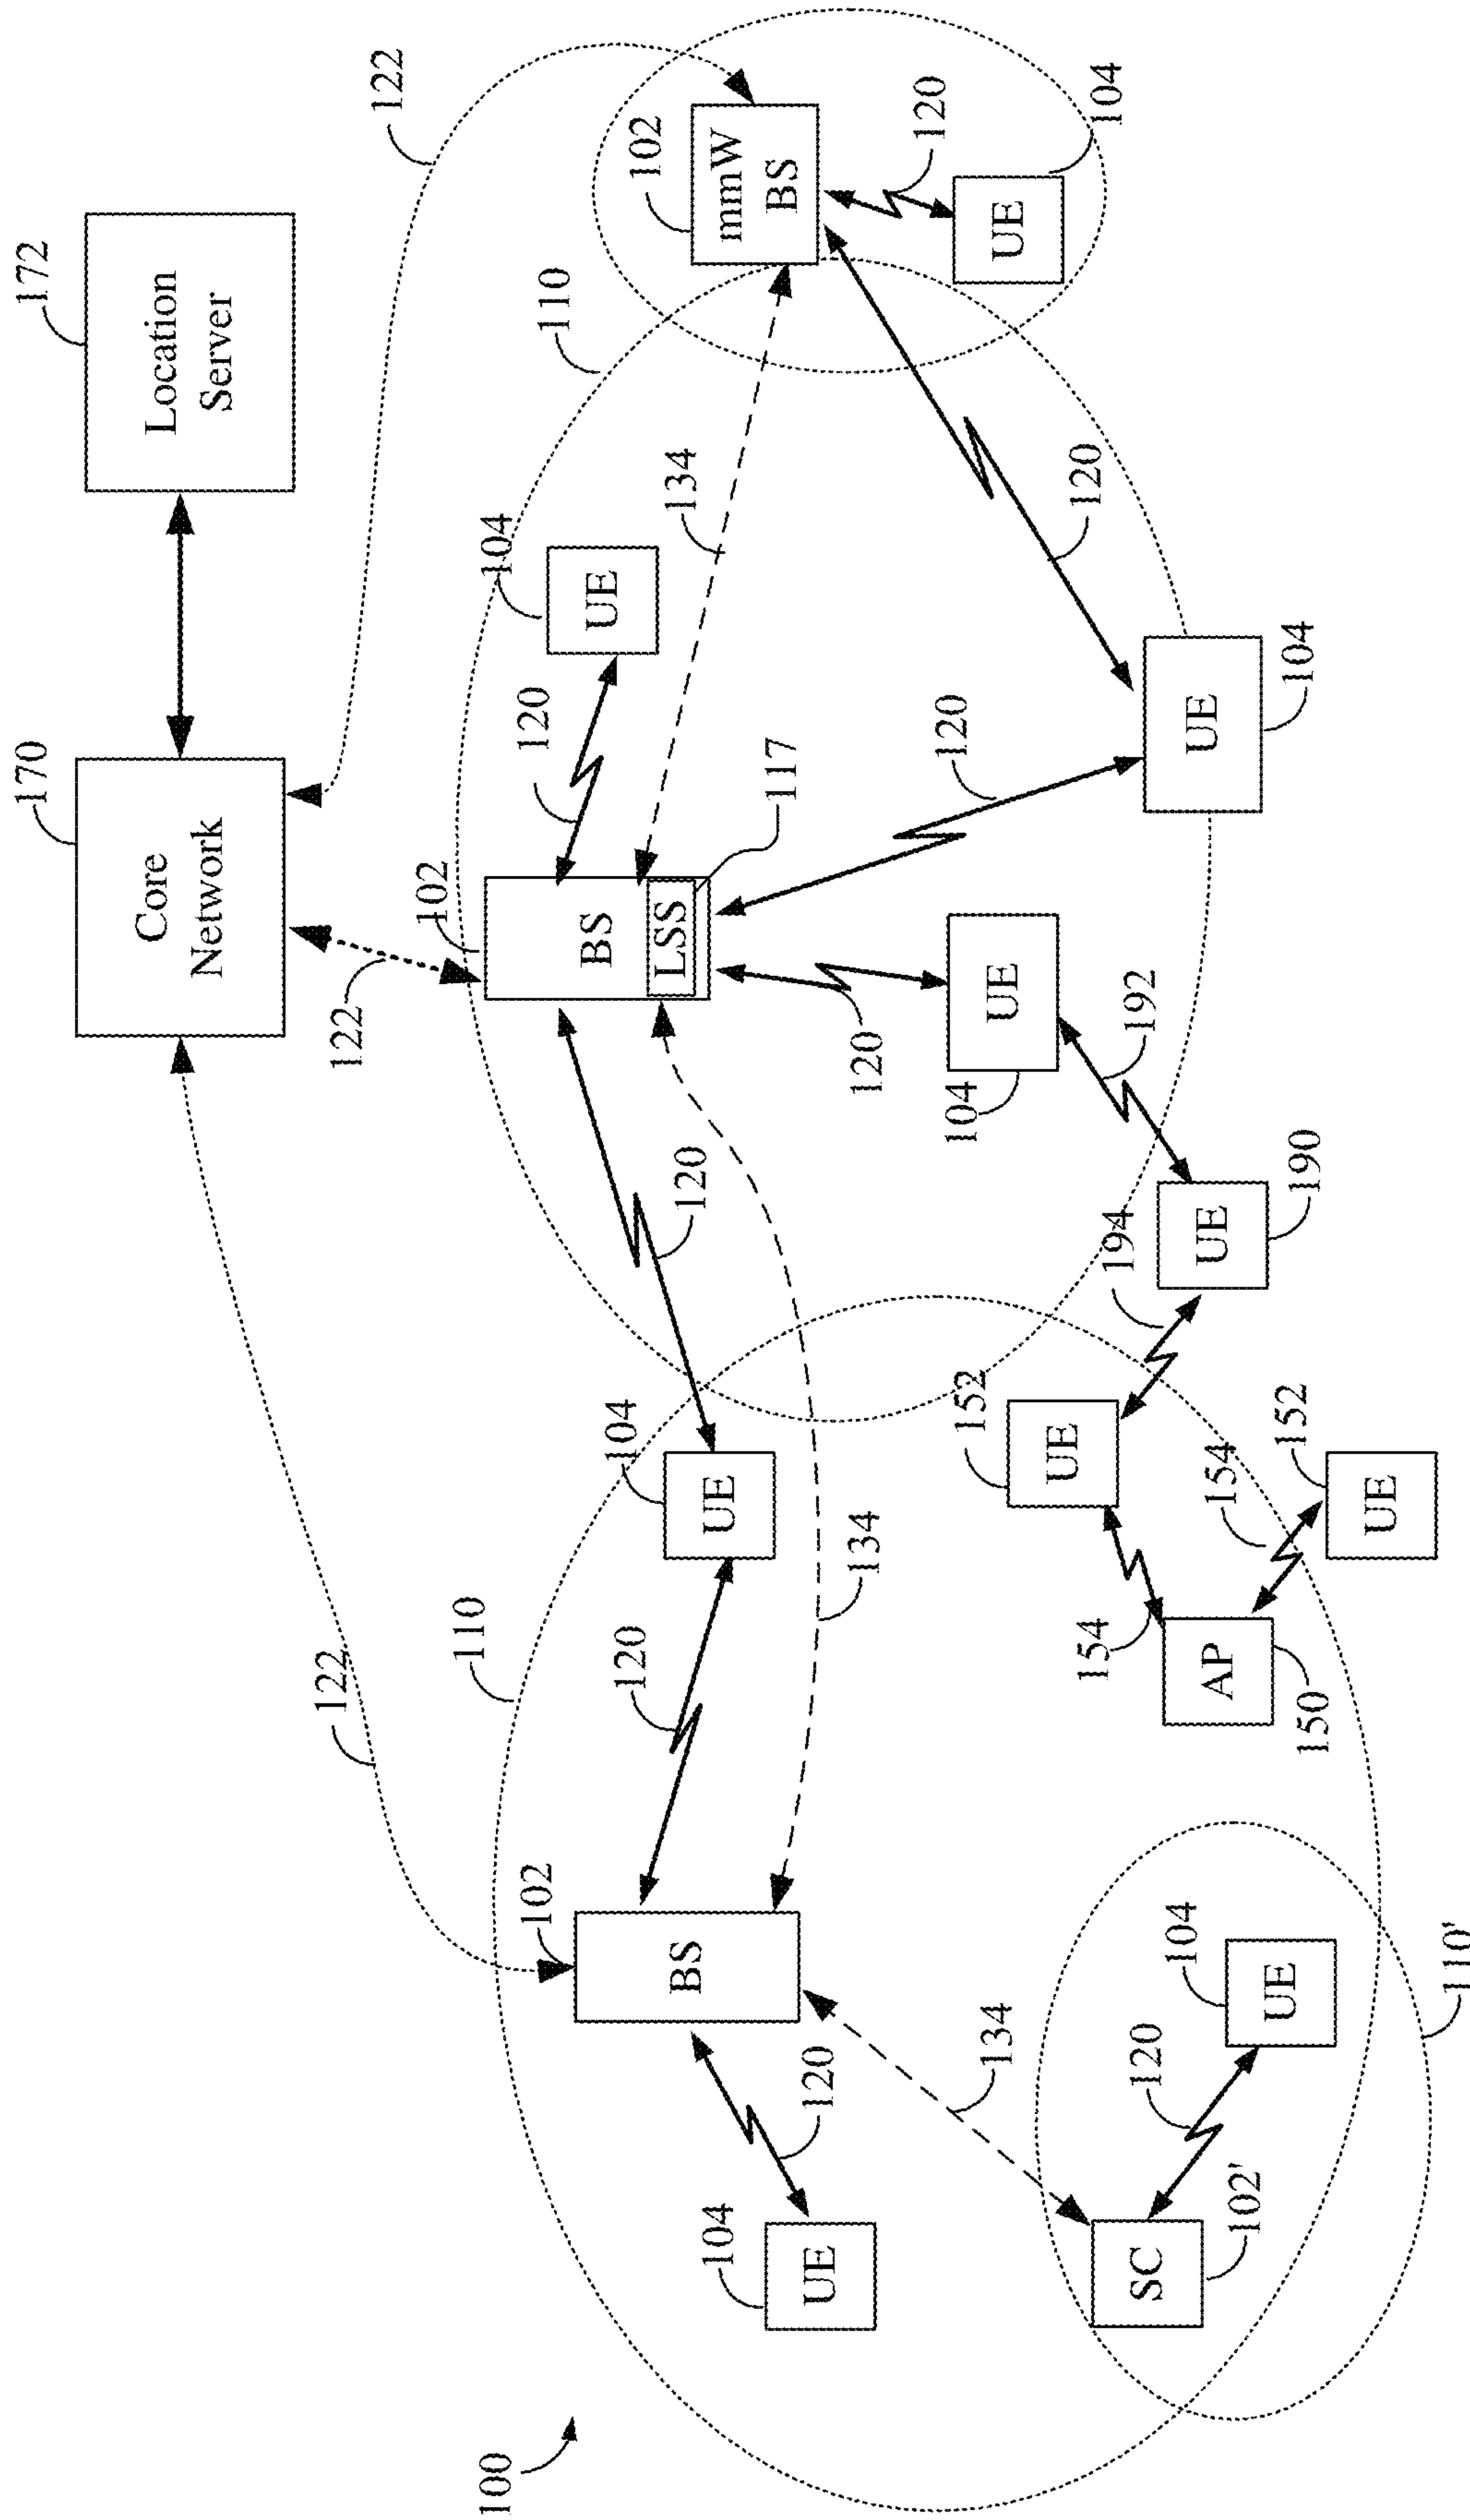 170
172
Core
Network
Location
Server
122
122
122
102
110
104
100
120
102
110
BS
UE
104
120
102
LSS
134
BS
120
104
UE
mmW
BS
117
120
UE
120
134
120
120
104
152
134
UE
UE
UE
120
154
104
194
192
120
SC
104
UE
UE
AP
154
102'
UE
152
104
190
150
UE
110'